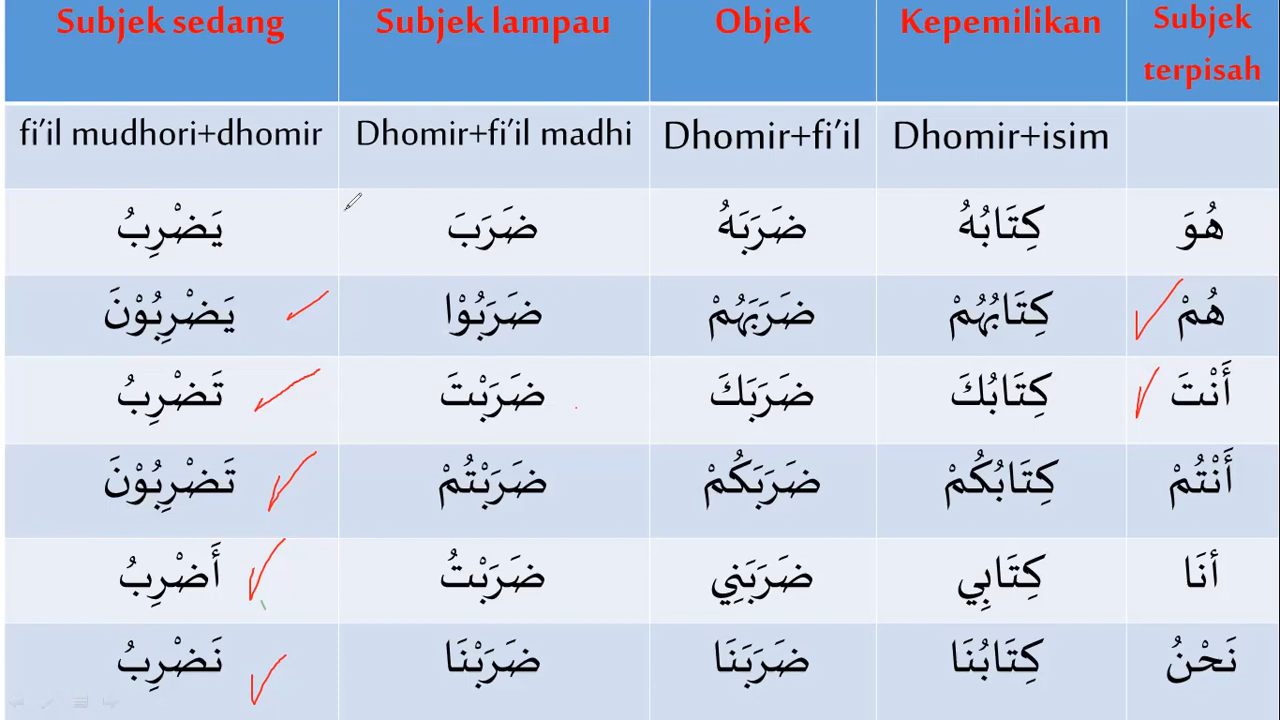 Subjek sedang Subjek lampau Objek Kepemilikan Subjek terpisah
fi'il mudhori+dhomir Dhomir+fi'il madhi Dhomir+fi'il Dhomir+isim
يَضْرِبُ ضَرَبَ ضَرَبَهُ كِتَابُهُ هُوَ
يَضْرِبُوْنَ ضَرَبُوْا ضَرَبَهُمْ كِتَابُهُمْ هُمْ
تَضْرِبُ ضَرَبْتَ ضَرَبَكَ كِتَابُكَ أَنْتَ
تَضْرِبُوْنَ ضَرَبْتُمْ ضَرَبَكُمْ كِتَابُكُمْ أَنْتُمْ
أَضْرِبُ ضَرَبْتُ ضَرَبَنِي كِتَابِي أنَا
نَضْرِبُ ضَرَبْنَا ضَرَبَنَا كِتَابُنَا نَحْنُ